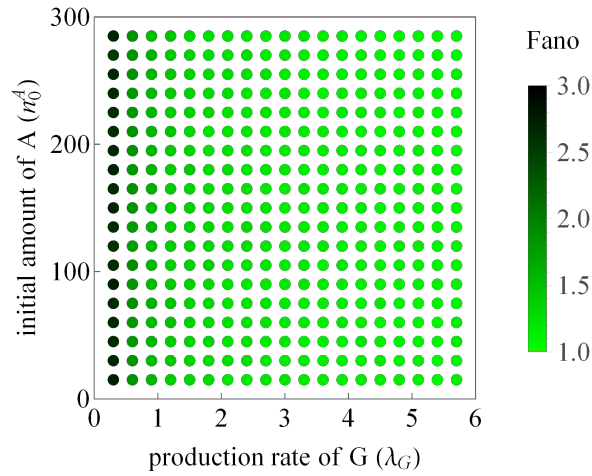 Fano
300
200
100
0
initial amount of A (n₀ᴬ)
0 1 2 3 4 5 6
production rate of G (λ_G)
3.0
2.5
2.0
1.5
1.0